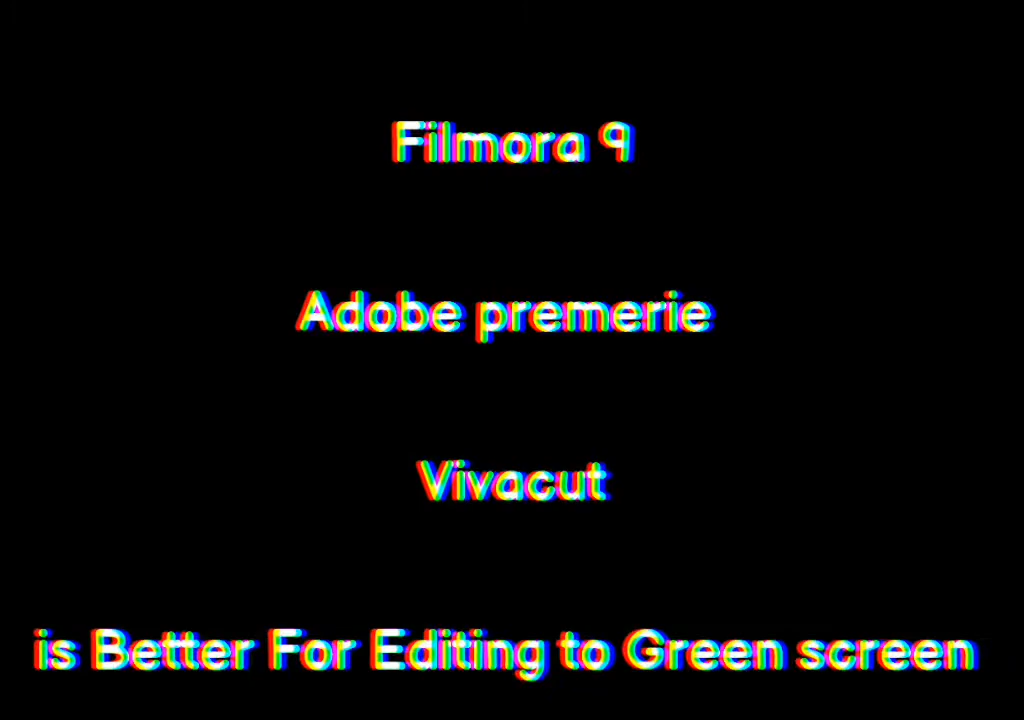 Filmora 9
Adobe premerie
Vivacut
is Better For Editing to Green screen